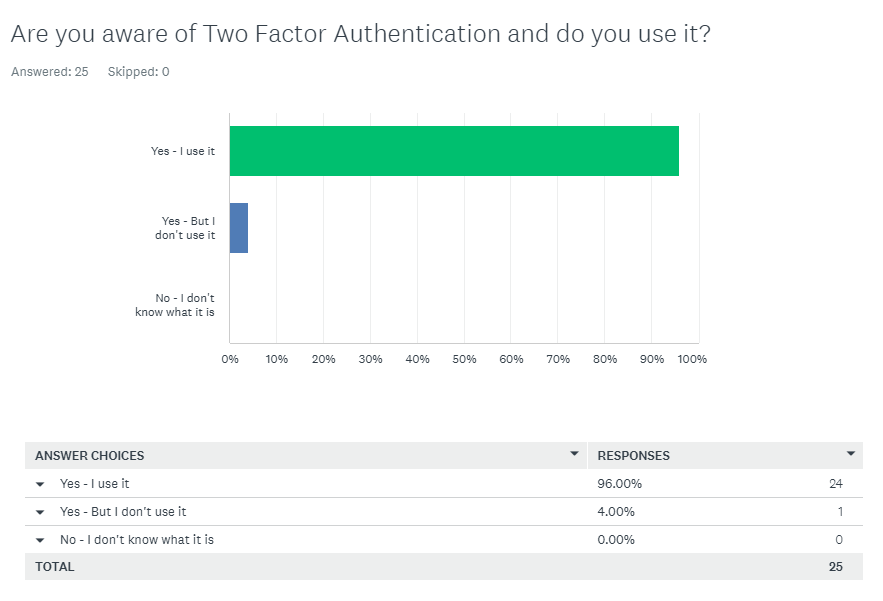 Are you aware of Two Factor Authentication and do you use it?
Answered: 25 Skipped: 0
Yes - I use it
Yes - But I
don't use it
No - I don't
know what it is
0% 10% 20% 30% 40% 50% 60% 70% 80% 90% 100%
ANSWER CHOICES RESPONSES
Yes - I use it 96.00% 24
Yes - But I don't use it 4.00% 1
No - I don't know what it is 0.00% 0
TOTAL 25